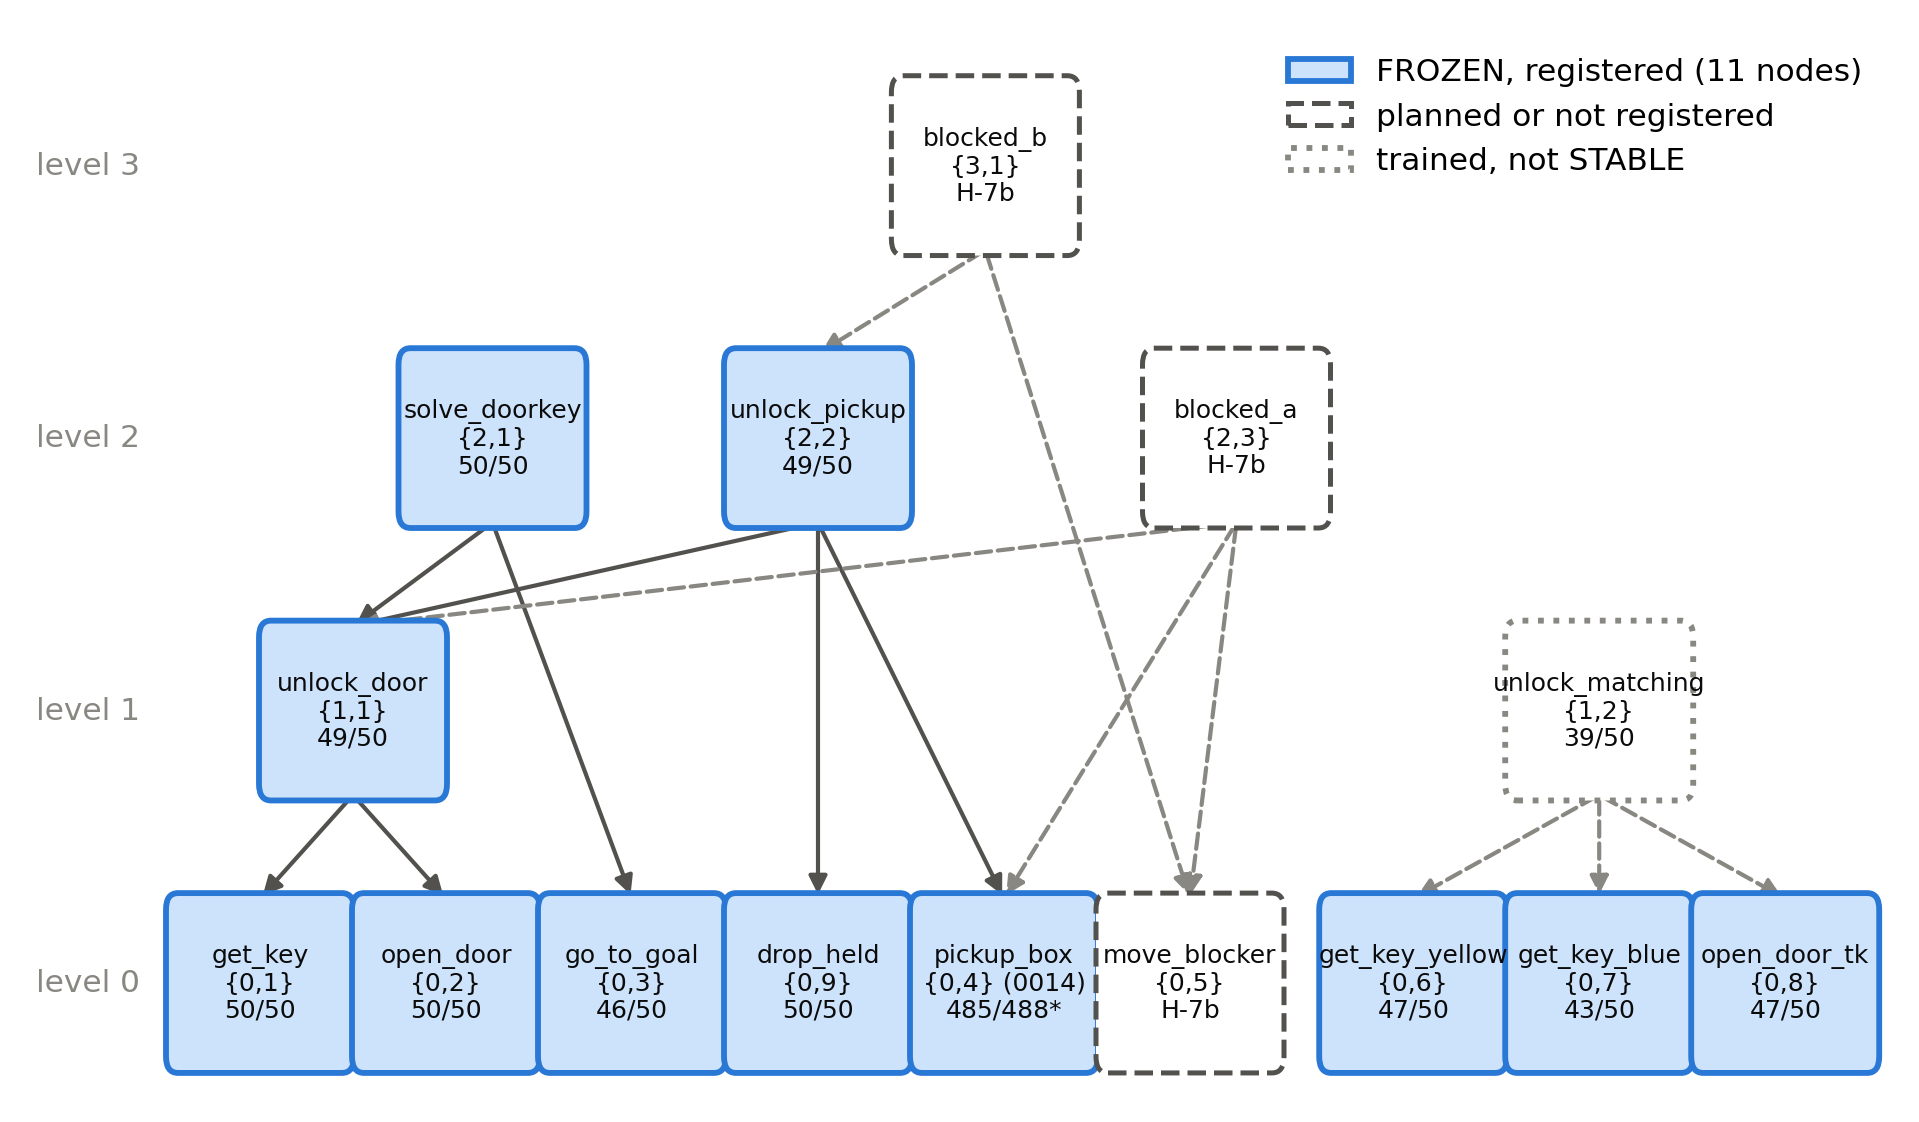 FROZEN, registered (11 nodes)
planned or not registered
trained, not STABLE
level 3
blocked_b
{3,1}
H-7b
level 2
solve_doorkey
{2,1}
50/50
unlock_pickup
{2,2}
49/50
blocked_a
{2,3}
H-7b
level 1
unlock_door
{1,1}
49/50
unlock_matching
{1,2}
39/50
level 0
get_key
{0,1}
50/50
open_door
{0,2}
50/50
go_to_goal
{0,3}
46/50
drop_held
{0,9}
50/50
pickup_box
{0,4} (0014)
485/488*
move_blocker
{0,5}
H-7b
get_key_yellow
{0,6}
47/50
get_key_blue
{0,7}
43/50
open_door_tk
{0,8}
47/50